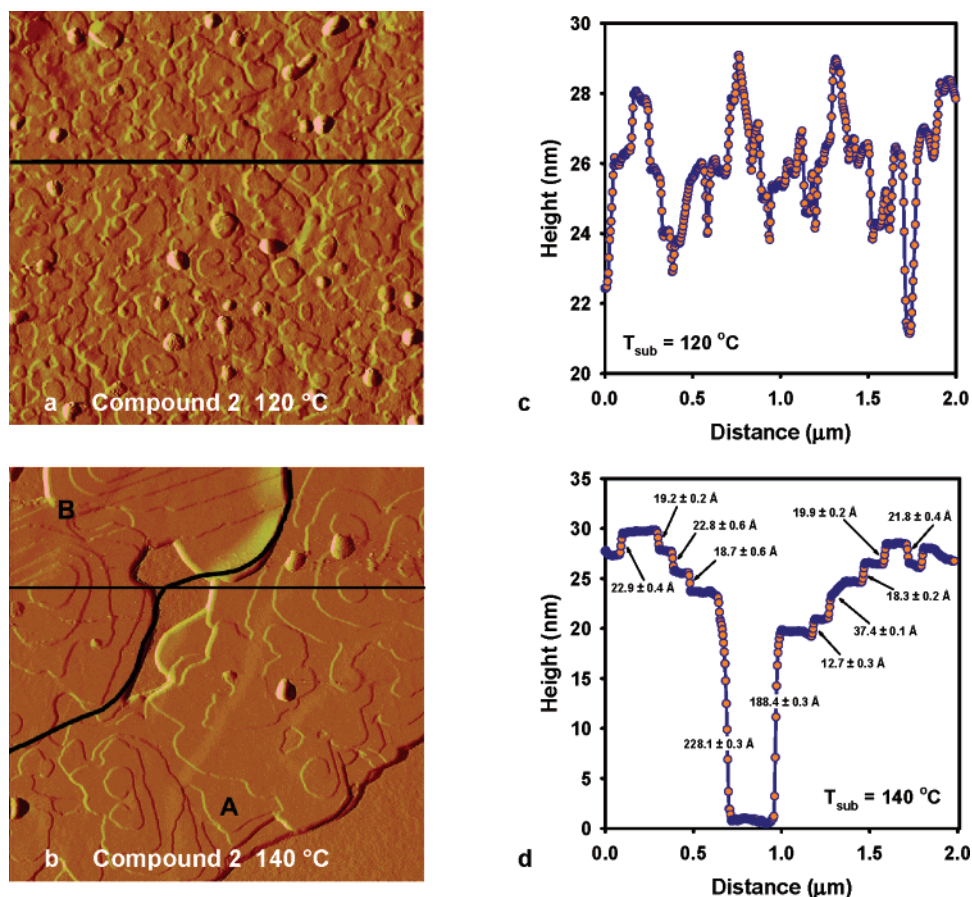 a Compound 2 120 °C
c
Height (nm)
30
28
26
24
22
20
T_sub = 120 °C
0.0 0.5 1.0 1.5 2.0
Distance (µm)
B
A
b Compound 2 140 °C
d
Height (nm)
35
30
25
20
15
10
5
0
19.2 ± 0.2 Å
22.8 ± 0.6 Å
18.7 ± 0.6 Å
22.9 ± 0.4 Å
19.9 ± 0.2 Å
21.8 ± 0.4 Å
18.3 ± 0.2 Å
37.4 ± 0.1 Å
12.7 ± 0.3 Å
188.4 ± 0.3 Å
228.1 ± 0.3 Å
T_sub = 140 °C
0.0 0.5 1.0 1.5 2.0
Distance (µm)